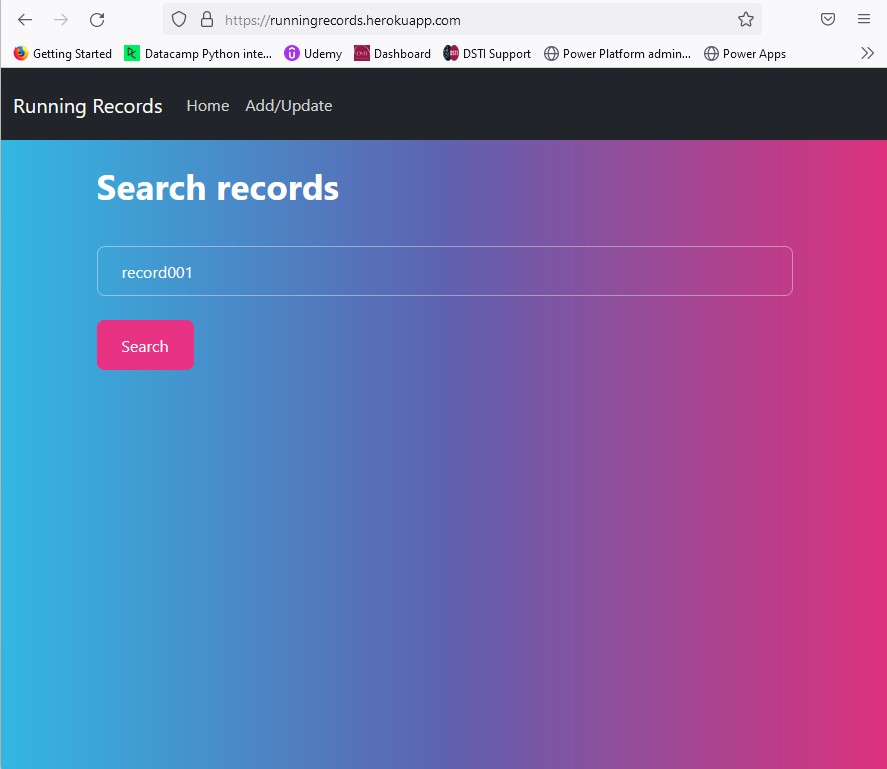 https://runningrecords.herokuapp.com
Getting Started Datacamp Python inte... Udemy Dashboard DSTI Support Power Platform admin... Power Apps
Running Records Home Add/Update
Search records
record001
Search